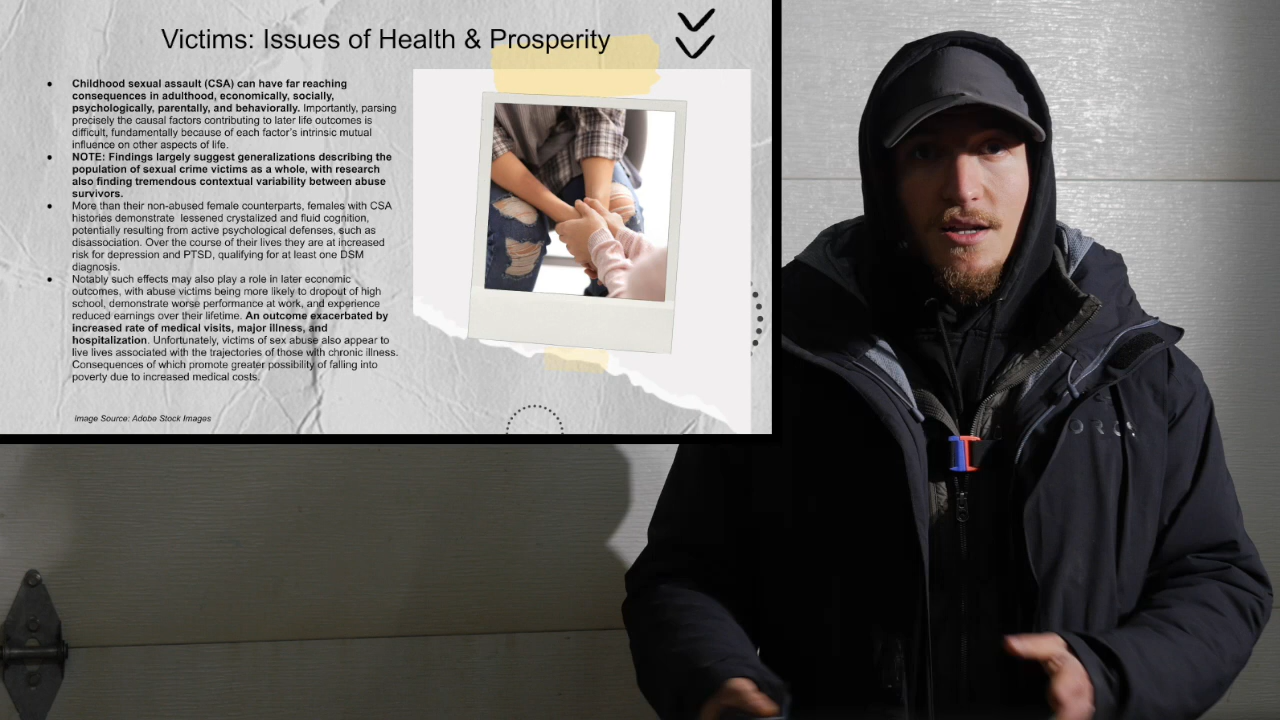 Victims: Issues of Health & Prosperity
Childhood sexual assault (CSA) can have far reaching
consequences in adulthood, economically, socially,
psychologically, parentally, and behaviorally. Importantly, parsing
precisely the causal factors contributing to later life outcomes is
difficult, fundamentally because of each factor's intrinsic mutual
influence on other aspects of life.
NOTE: Findings largely suggest generalizations describing the
population of sexual crime victims as a whole, with research
also finding tremendous contextual variability between abuse
survivors.
More than their non-abused female counterparts, females with CSA
histories demonstrate lessened crystalized and fluid cognition,
potentially resulting from active psychological defenses, such as
disassociation. Over the course of their lives they are at increased
risk for depression and PTSD, qualifying for at least one DSM
diagnosis.
Notably such effects may also play a role in later economic
outcomes, with abuse victims being more likely to dropout of high
school, demonstrate worse performance at work, and experience
reduced earnings over their lifetime. An outcome exacerbated by
increased rate of medical visits, major illness, and
hospitalization. Unfortunately, victims of sex abuse also appear to
live lives associated with the trajectories of those with chronic illness.
Consequences of which promote greater possibility of falling into
poverty due to increased medical costs.
image Source: Adobe Stock Images